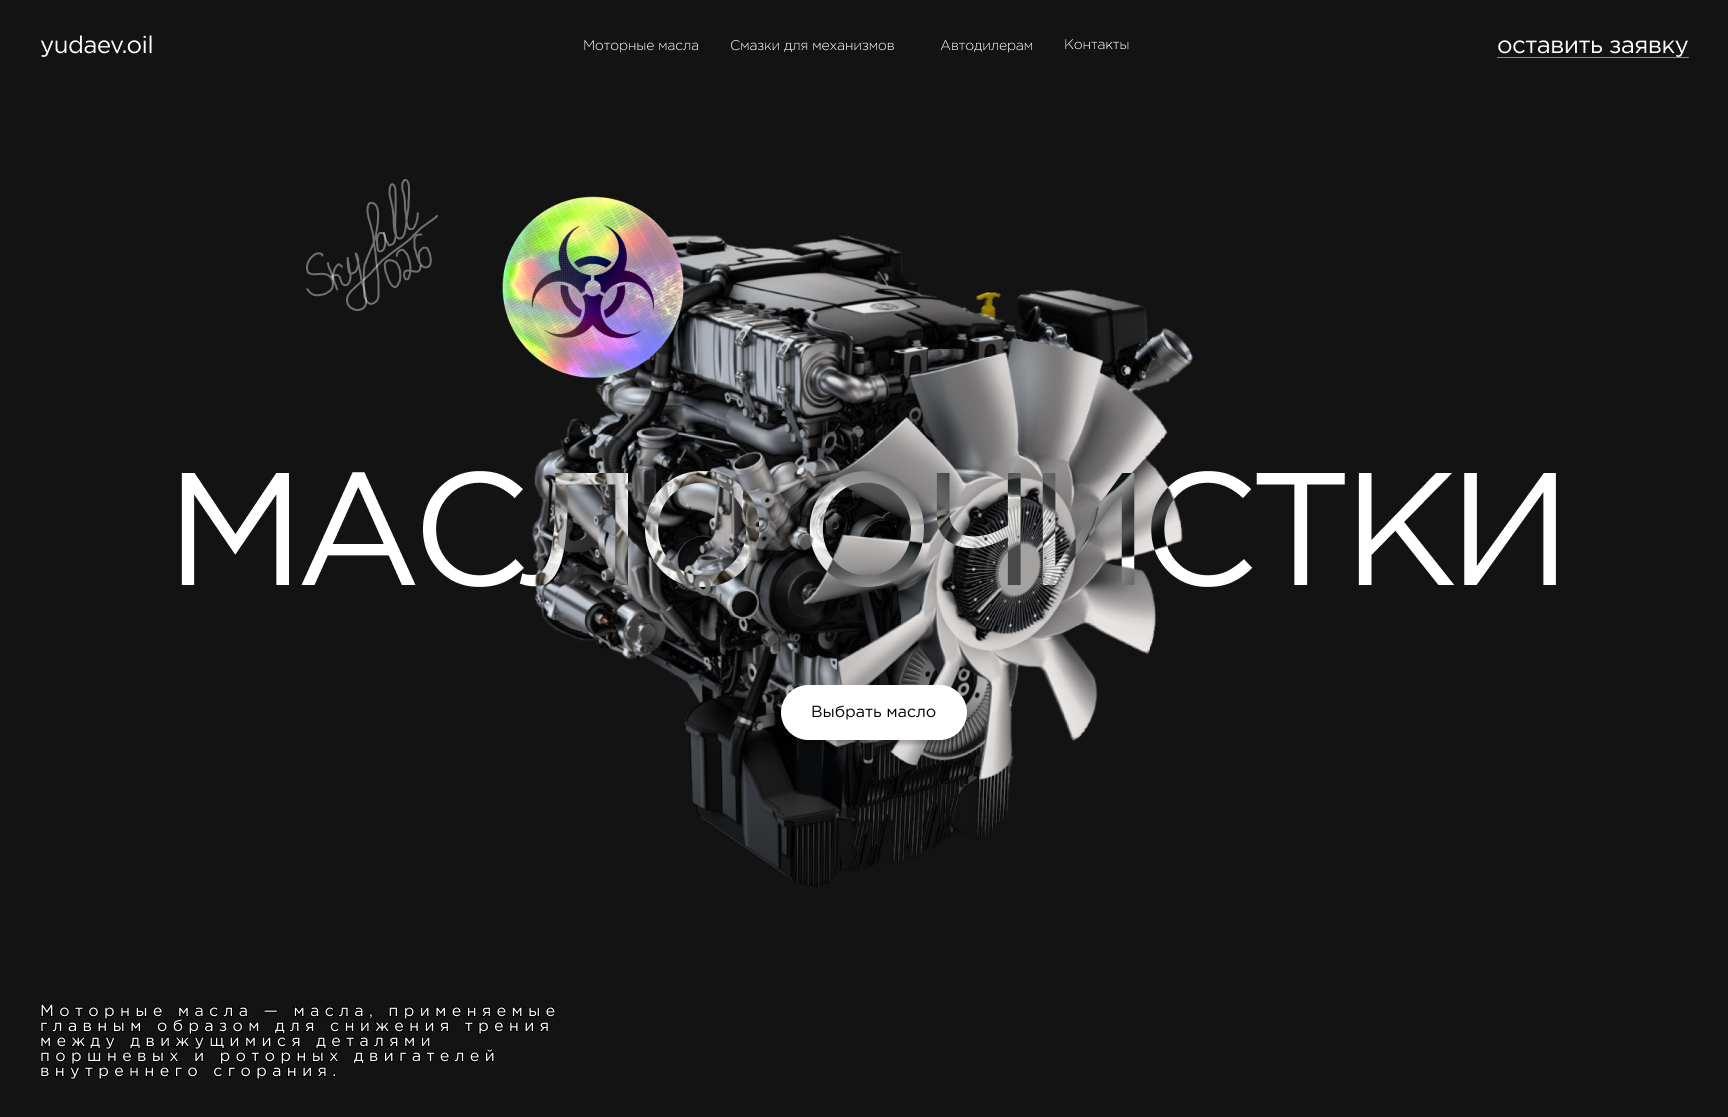 yudaev.oil
Моторные масла
Смазки для механизмов
Автодилерам
Контакты
оставить заявку
Skyfall
026
МАСЛО ОЧИСТКИ
Выбрать масло
Моторные масла — масла, применяемые
главным образом для снижения трения
между движущимися деталями
поршневых и роторных двигателей
внутреннего сгорания.